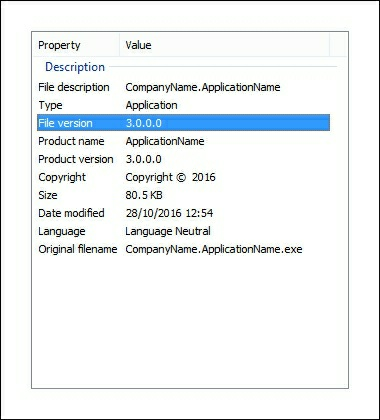 Property Value
Description
File description CompanyName.ApplicationName
Type Application
File version 3.0.0.0
Product name ApplicationName
Product version 3.0.0.0
Copyright Copyright © 2016
Size 80.5 KB
Date modified 28/10/2016 12:54
Language Language Neutral
Original filename CompanyName.ApplicationName.exe